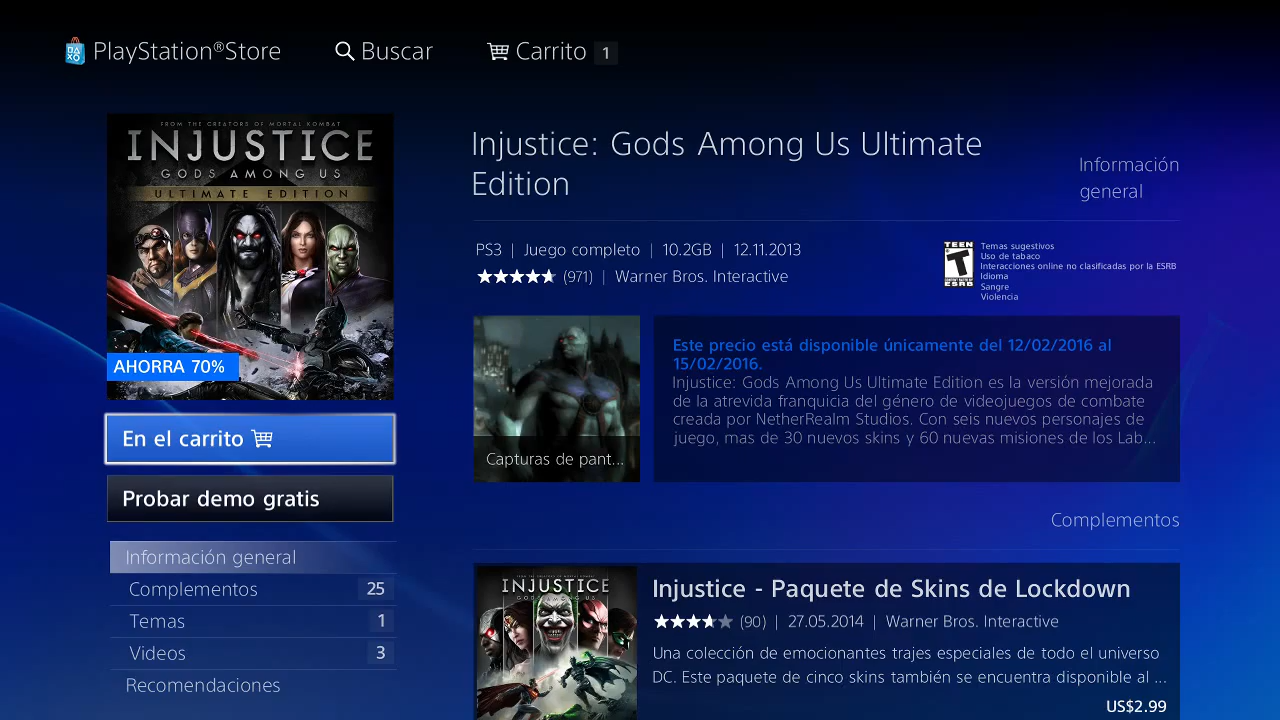 PlayStation®Store
Buscar
Carrito 1
FROM THE CREATORS OF MORTAL KOMBAT
INJUSTICE
GODS AMONG US
ULTIMATE EDITION
AHORRA 70%
En el carrito
Probar demo gratis
Información general
Complementos 25
Temas 1
Videos 3
Recomendaciones
Injustice: Gods Among Us Ultimate
Edition
Información
general
PS3 | Juego completo | 10.2GB | 12.11.2013
(971) | Warner Bros. Interactive
TEEN
T
ESRB
Temas sugestivos
Uso de tabaco
Interacciones online no clasificadas por la ESRB
Idioma
Sangre
Violencia
Capturas de pant...
Este precio está disponible únicamente del 12/02/2016 al
15/02/2016.
Injustice: Gods Among Us Ultimate Edition es la versión mejorada
de la atrevida franquicia del género de videojuegos de combate
creada por NetherRealm Studios. Con seis nuevos personajes de
juego, mas de 30 nuevos skins y 60 nuevas misiones de los Lab...
Complementos
INJUSTICE
GODS AMONG US
Injustice - Paquete de Skins de Lockdown
(90) | 27.05.2014 | Warner Bros. Interactive
Una colección de emocionantes trajes especiales de todo el universo
DC. Este paquete de cinco skins también se encuentra disponible al ...
US$2.99